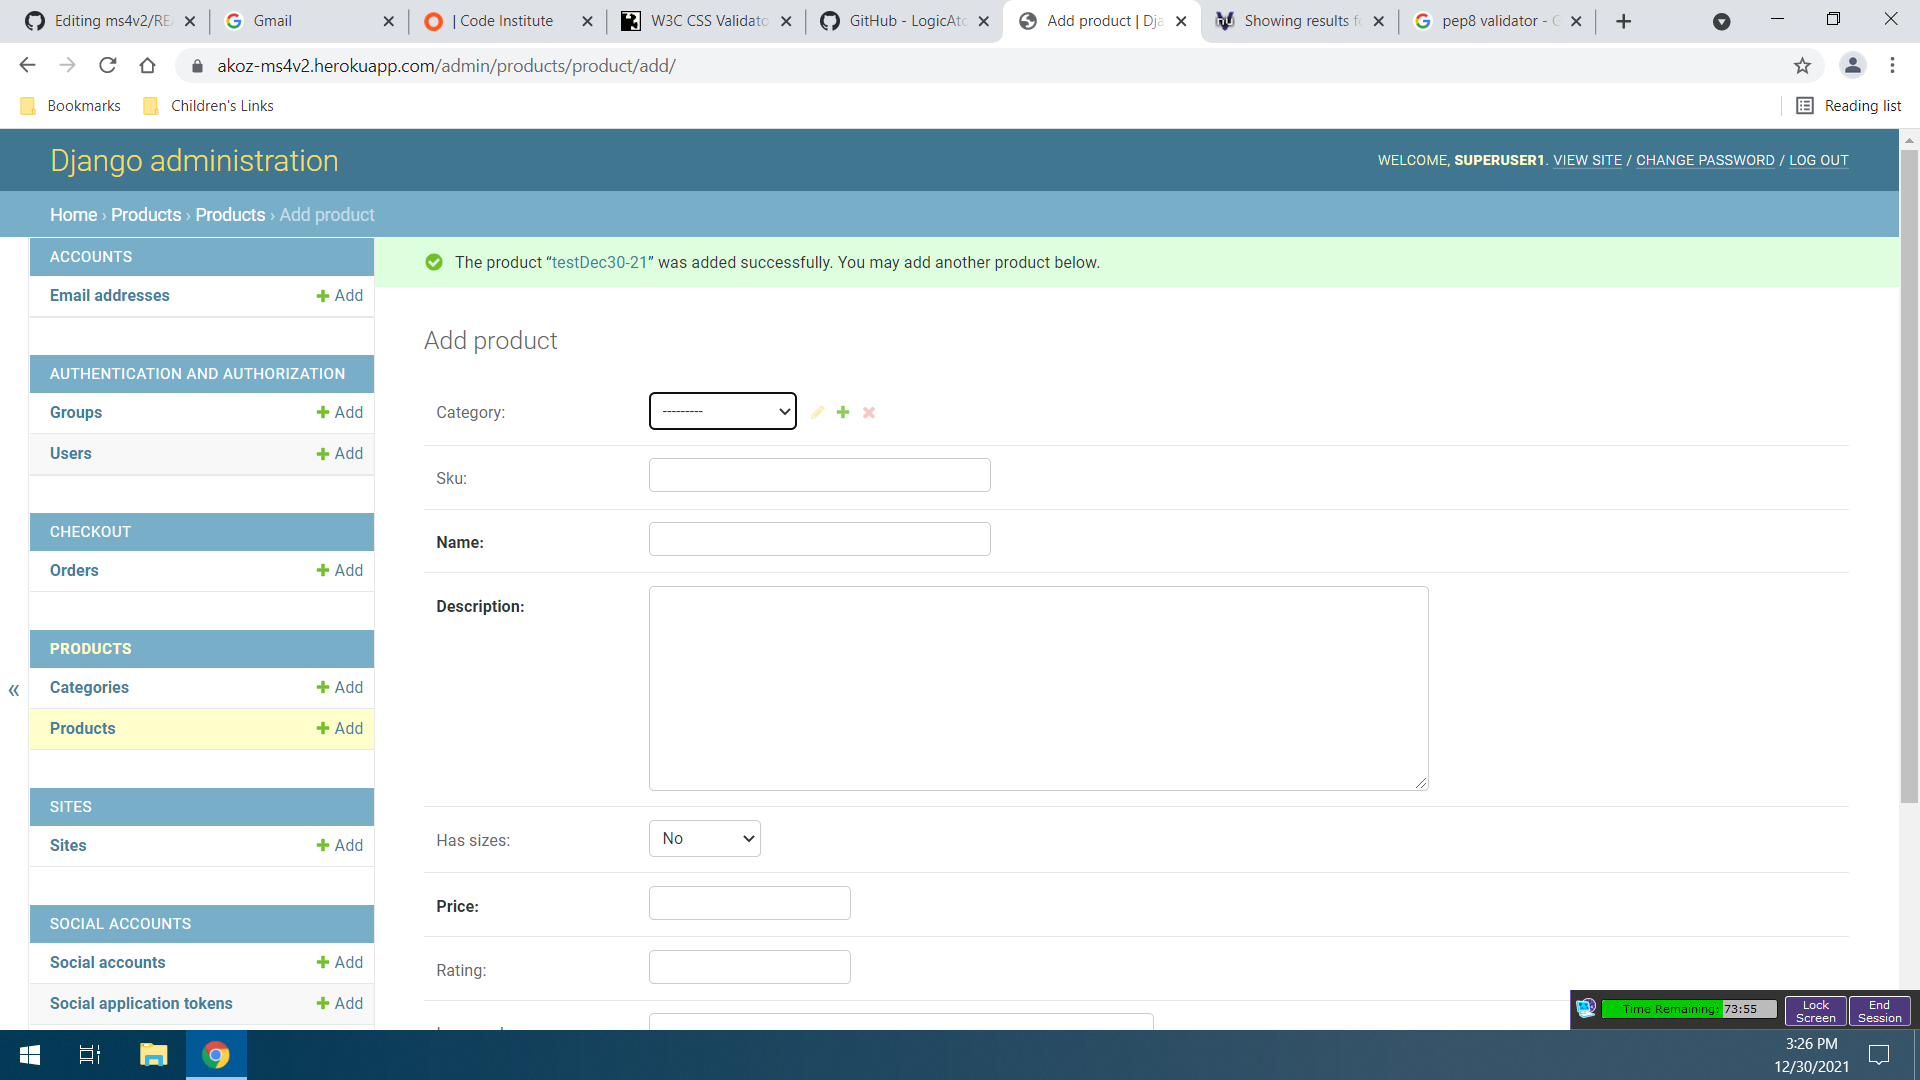 Editing ms4v2/RE
Gmail
| Code Institute
W3C CSS Validato
GitHub - LogicAto
Add product | Dja
Showing results fo
pep8 validator - G
akoz-ms4v2.herokuapp.com/admin/products/product/add/
Bookmarks
Children's Links
Reading list
Django administration
WELCOME, SUPERUSER1. VIEW SITE / CHANGE PASSWORD / LOG OUT
Home › Products › Products › Add product
ACCOUNTS
Email addresses
Add
AUTHENTICATION AND AUTHORIZATION
Groups
Add
Users
Add
CHECKOUT
Orders
Add
PRODUCTS
Categories
Add
Products
Add
SITES
Sites
Add
SOCIAL ACCOUNTS
Social accounts
Add
Social application tokens
Add
«
The product “testDec30-21” was added successfully. You may add another product below.
Add product
Category:
---------
Sku:
Name:
Description:
Has sizes:
No
Price:
Rating:
Time Remaining: 73:55
Lock
Screen
End
Session
3:26 PM
12/30/2021